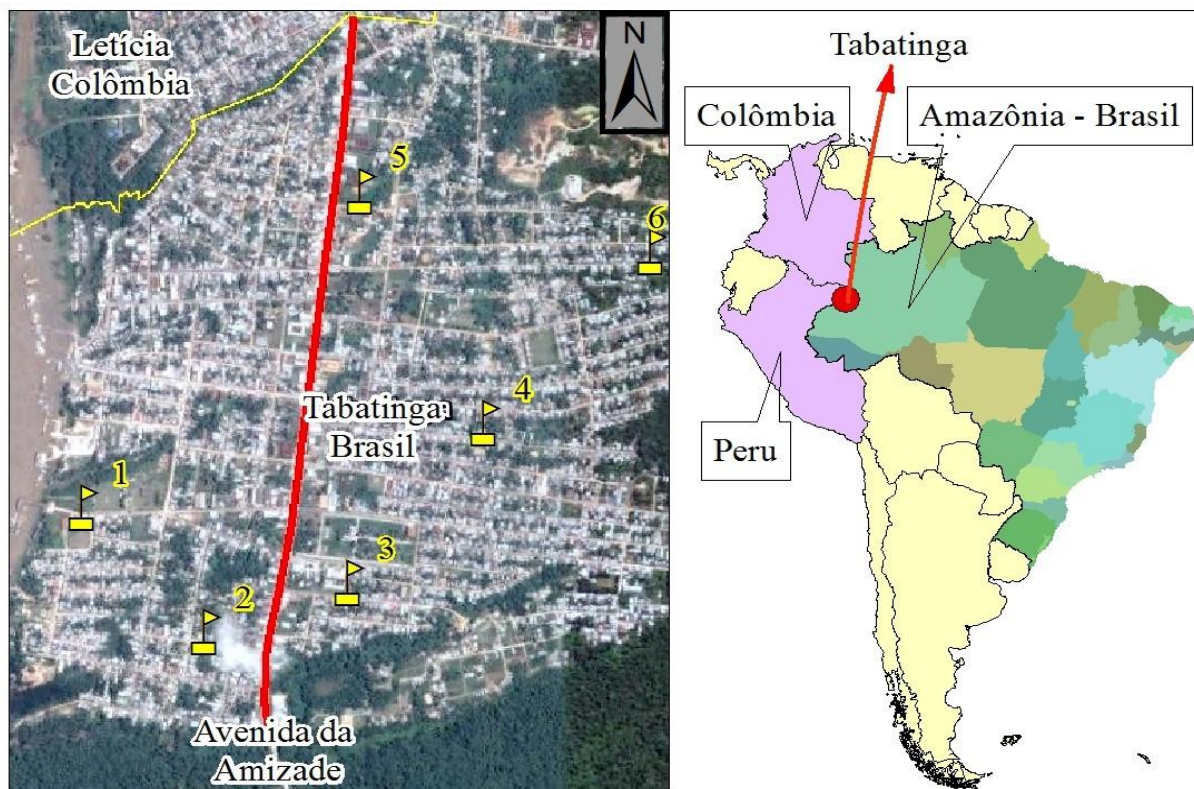 Letícia
Colômbia
N
5
6
4
Tabatinga
Brasil
1
3
2
Avenida da
Amizade
Tabatinga
Colômbia
Amazônia - Brasil
Peru